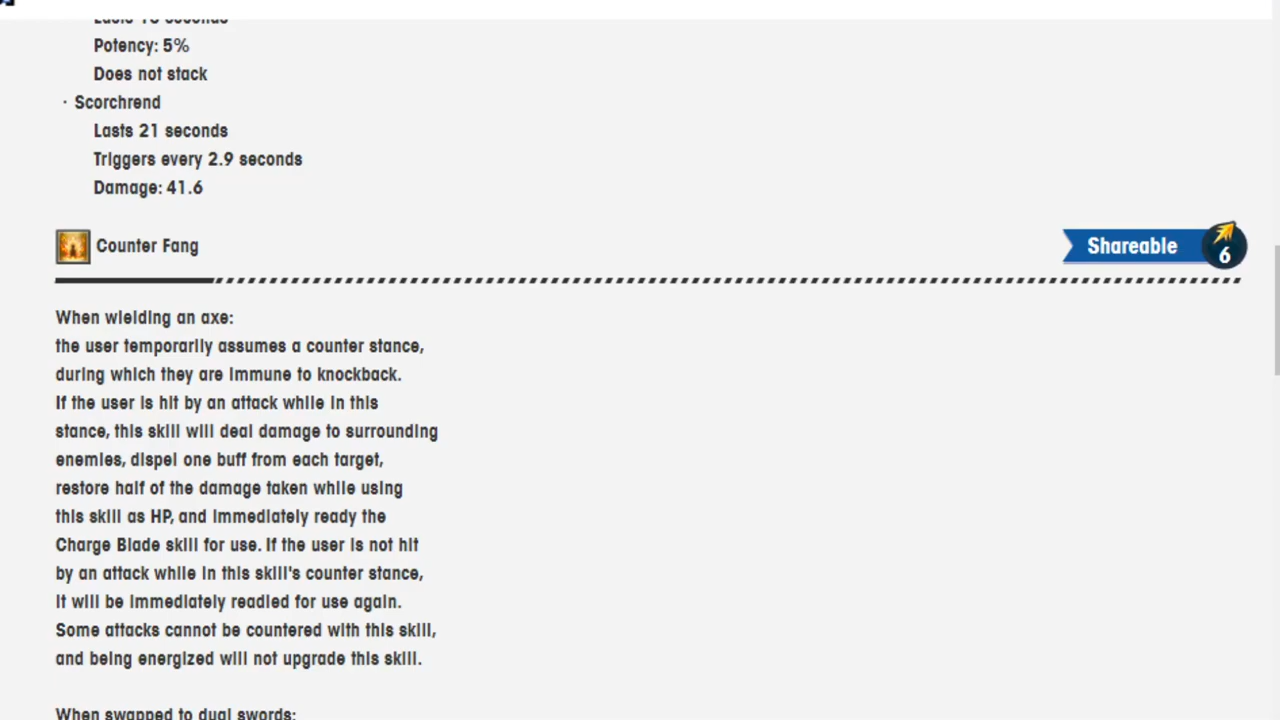 Potency: 5%
Does not stack
· Scorchrend
Lasts 21 seconds
Triggers every 2.9 seconds
Damage: 41.6
Counter Fang
Shareable
6
When wielding an axe:
the user temporarily assumes a counter stance,
during which they are immune to knockback.
If the user is hit by an attack while in this
stance, this skill will deal damage to surrounding
enemies, dispel one buff from each target,
restore half of the damage taken while using
this skill as HP, and immediately ready the
Charge Blade skill for use. If the user is not hit
by an attack while in this skill's counter stance,
it will be immediately readied for use again.
Some attacks cannot be countered with this skill,
and being energized will not upgrade this skill.
When swapped to dual swords: